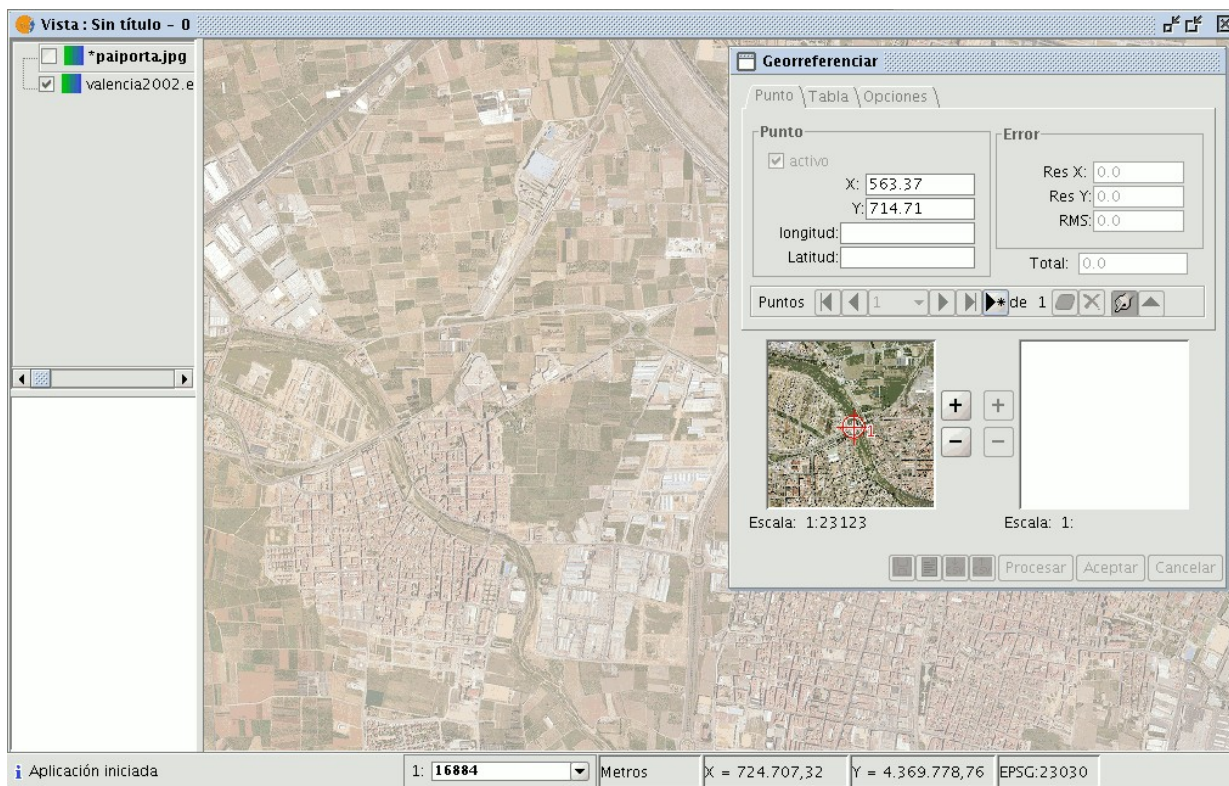 Vista : Sin título - 0
*paiporta.jpg
valencia2002.e
Georreferenciar
Punto
Tabla
Opciones
Punto
activo
X: 563.37
Y: 714.71
longitud:
Latitud:
Error
Res X: 0.0
Res Y: 0.0
RMS: 0.0
Total: 0.0
Puntos 1 de 1
1
Escala: 1:23123
Escala: 1:
Procesar
Aceptar
Cancelar
Aplicación iniciada
1: 16884
Metros
X = 724.707,32
Y = 4.369.778,76
EPSG:23030